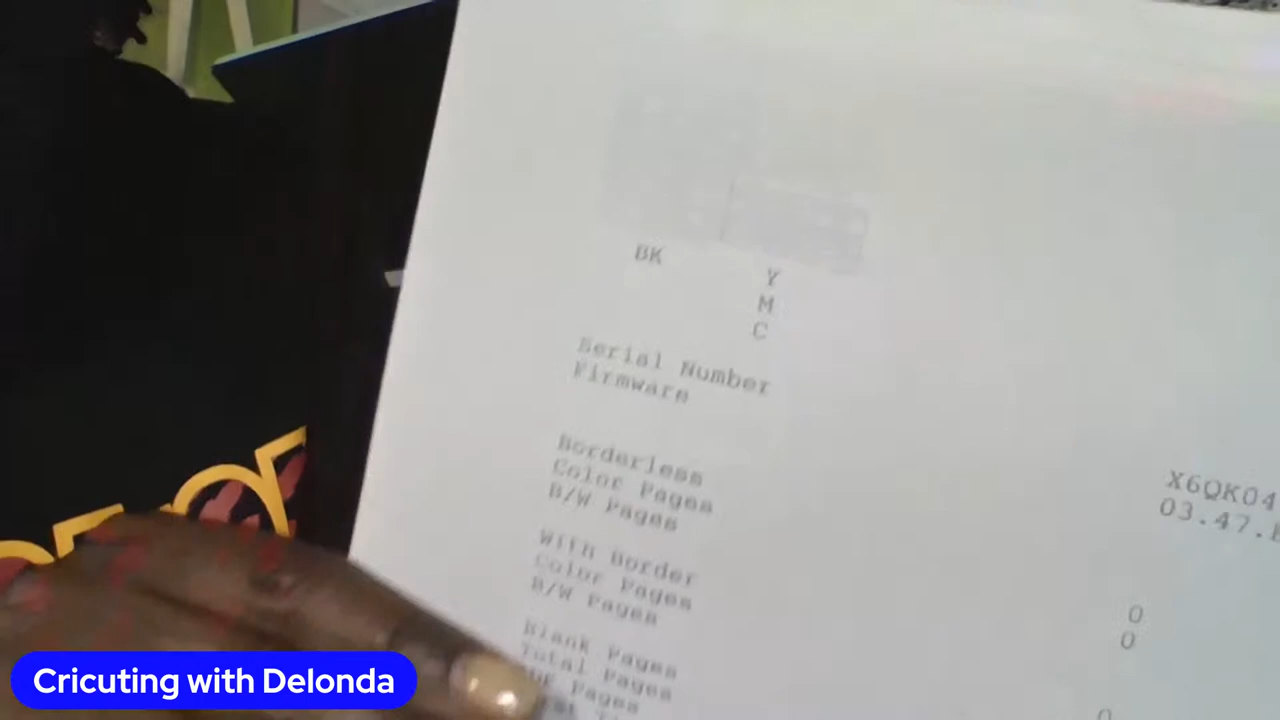 BK
Y
M
C
Serial Number
Firmware
X6QK04
03.47.
Borderless
Color Pages
B/W Pages
0
0
With Border
Color Pages
B/W Pages
0
Blank Pages
Total Pages
Pages
Cricuting with Delonda